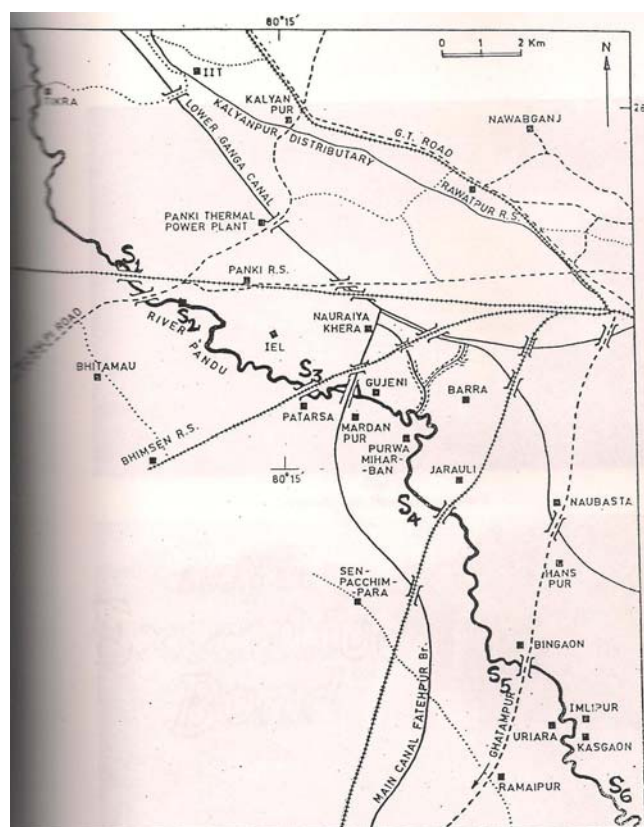 80° 15'
0 1 2 Km
N
IIT
TIKRA
KALYAN
PUR
LOWER GANGA CANAL
KALYANPUR DISTRIBUTARY
G.T. ROAD
NAWABGANJ
RAWATPUR R.S.
PANKI THERMAL
POWER PLANT
S1
PANKI R.S.
S2
RIVER PANDU
NAURAIYA
KHERA
IEL
BHITAMAU
S3
GUJENI
BARRA
PATARSA
MARDAN
PUR
PURWA
MIHAR-
BAN
BHIMSEN R.S.
80° 15'
JARAULI
S4
NAUBASTA
SEN-
PACCHIM-
PARA
HANS
PUR
BINGAON
S5
MAIN CANAL FATEHPUR Br.
GHATAMPUR
IMLIPUR
URIARA
KASGAON
RAMAIPUR
S6